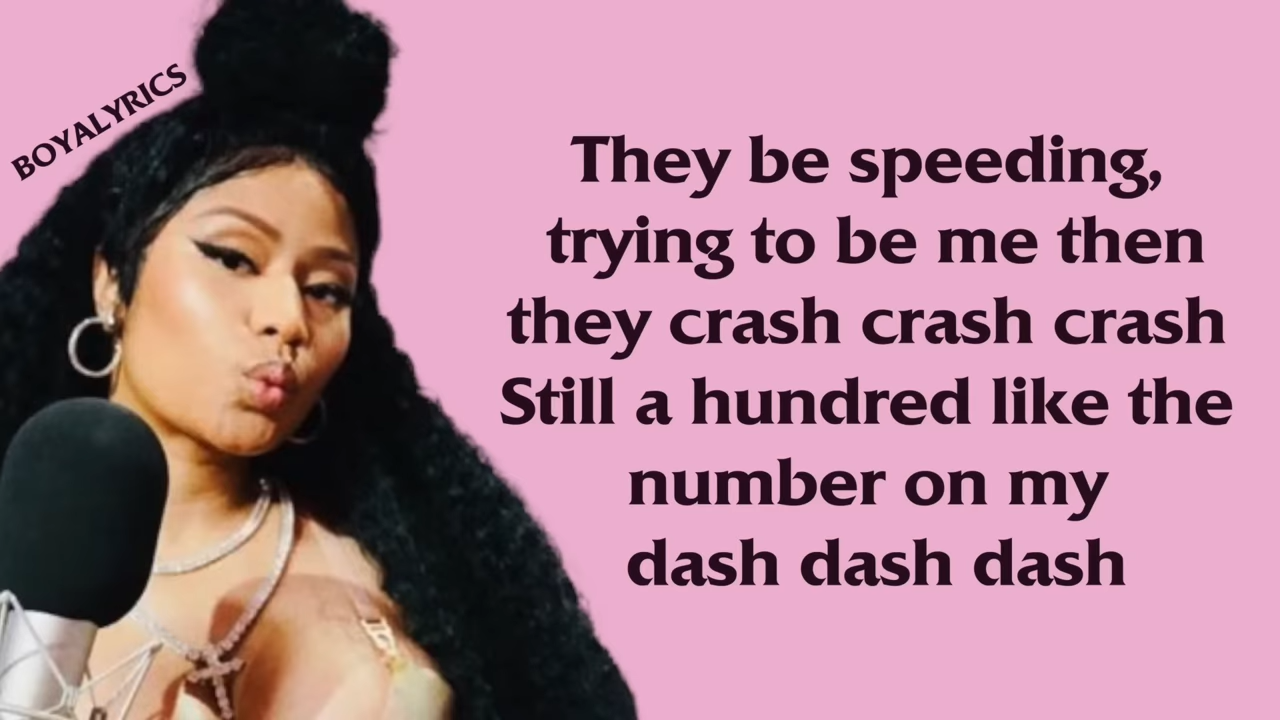 BOYALYRICS
They be speeding,
trying to be me then
they crash crash crash
Still a hundred like the
number on my
dash dash dash